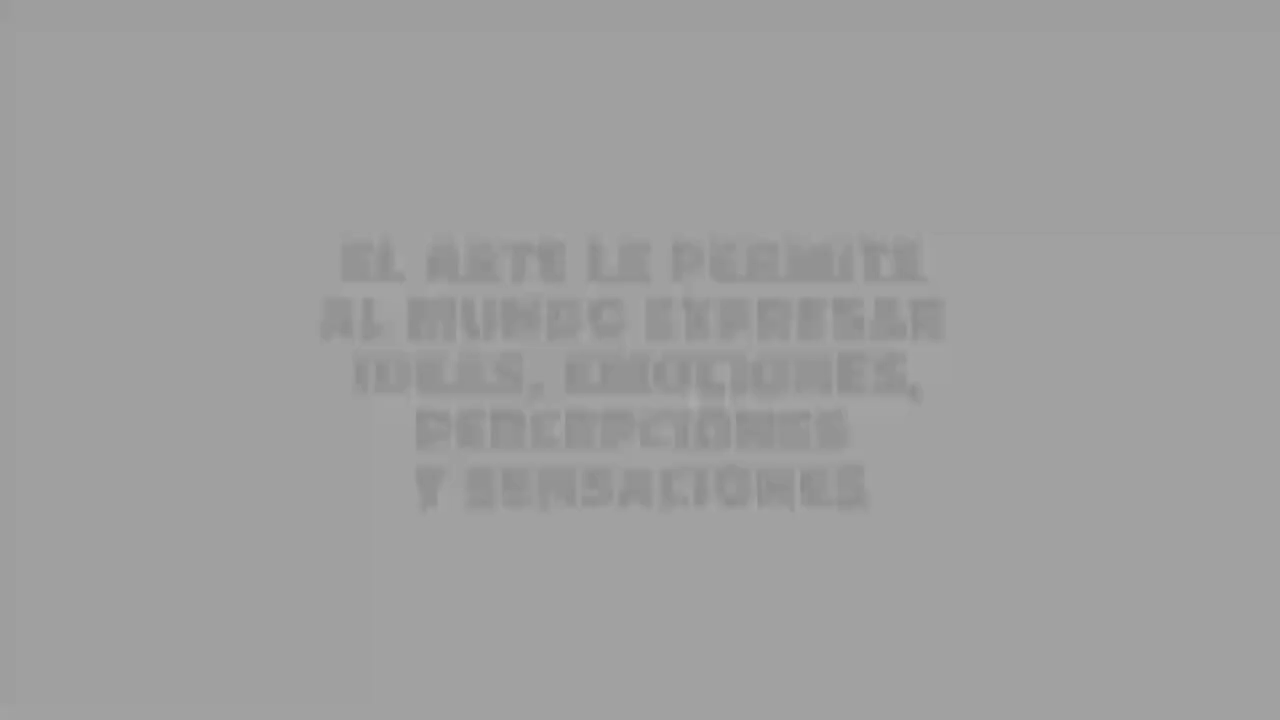 EL ARTE LE PERMITE
AL MUNDO EXPRESAR
IDEAS, EMOCIONES,
PERCEPCIONES
Y SENSACIONES